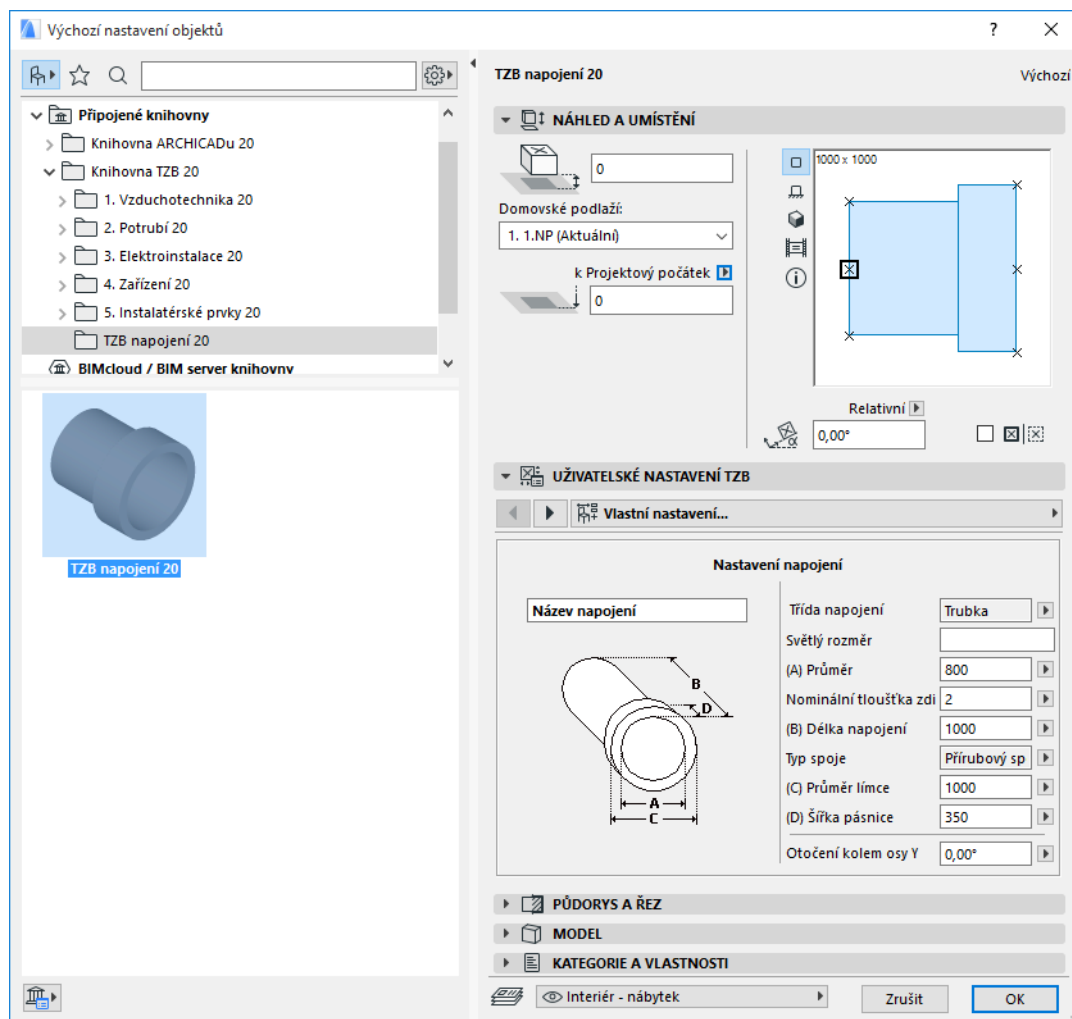 Výchozí nastavení objektů
?
Připojené knihovny
Knihovna ARCHICADu 20
Knihovna TZB 20
1. Vzduchotechnika 20
2. Potrubí 20
3. Elektroinstalace 20
4. Zařízení 20
5. Instalatérské prvky 20
TZB napojení 20
BIMcloud / BIM server knihovny
TZB napojení 20
TZB napojení 20
Výchozí
NÁHLED A UMÍSTĚNÍ
0
Domovské podlaží:
1. 1.NP (Aktuální)
k Projektový počátek
0
1000 x 1000
Relativní
α
0,00°
UŽIVATELSKÉ NASTAVENÍ TZB
Vlastní nastavení...
Nastavení napojení
Název napojení
B
D
A
C
Třída napojení Trubka
Světlý rozměr
(A) Průměr 800
Nominální tloušťka zdi 2
(B) Délka napojení 1000
Typ spoje Přírubový sp
(C) Průměr límce 1000
(D) Šířka pásnice 350
Otočení kolem osy Y 0,00°
PŮDORYS A ŘEZ
MODEL
KATEGORIE A VLASTNOSTI
Interiér - nábytek
Zrušit
OK